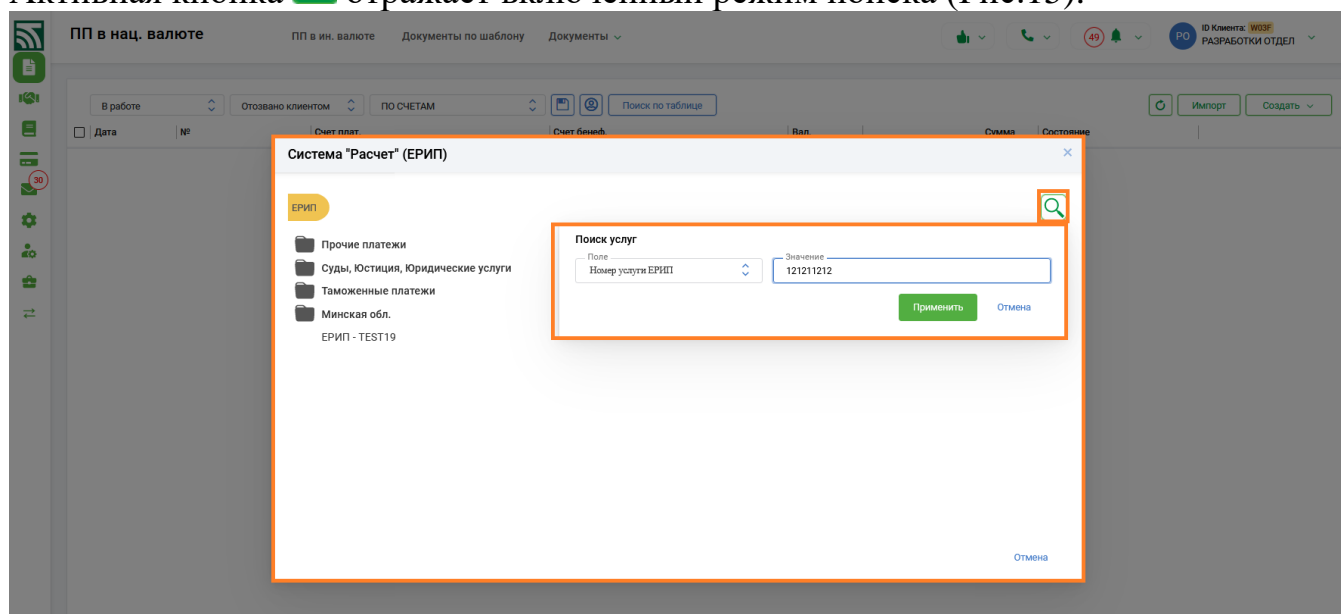 Активная кнопка отражает включенный режим поиска (Рис.13).
ПП в нац. валюте ПП в ин. валюте Документы по шаблону Документы 49 PO ID Клиента: W03F
РАЗРАБОТКИ ОТДЕЛ
В работе Отозвано клиентом ПО СЧЕТАМ Поиск по таблице Импорт Создать
Дата № Счет плат. Счет бенеф. Вал. Сумма Состояние
Система "Расчет" (ЕРИП)
30
ЕРИП
Прочие платежи
Суды, Юстиция, Юридические услуги
Таможенные платежи
Минская обл.
ЕРИП - TEST19
Поиск услуг
Поле Значение
Номер услуги ЕРИП 121211212
Применить Отмена
Отмена